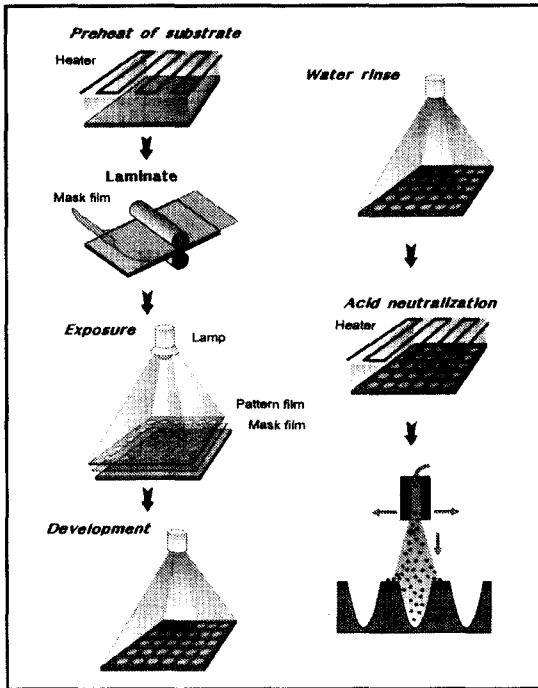 Preheat of substrate
Heater
Laminate
Mask film
Exposure
Lamp
Pattern film
Mask film
Development
Water rinse
Acid neutralization
Heater